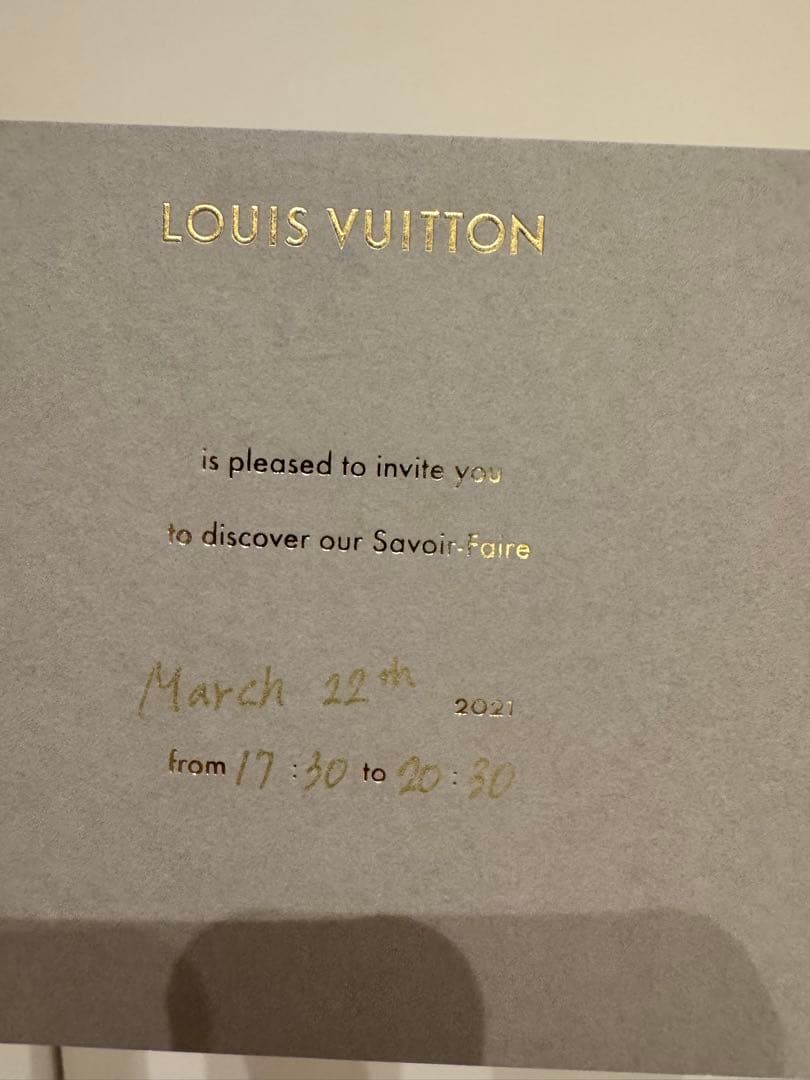 LOUIS VUITTON
is pleased to invite you
to discover our Savoir-Faire
March 22th 2021
from 17:30 to 20:30